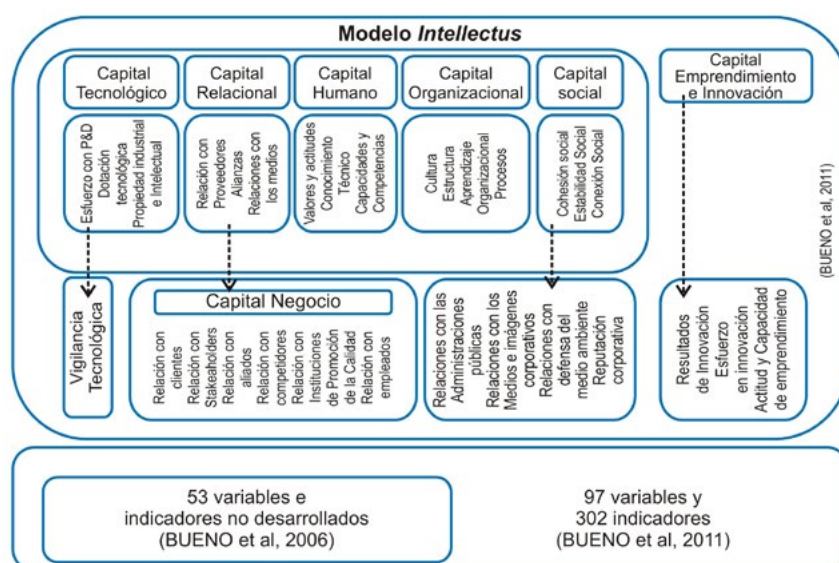 Modelo Intellectus
Capital
Tecnológico
Capital
Relacional
Capital
Humano
Capital
Organizacional
Capital
social
Capital
Emprendimiento
e Innovación
Esfuerzo con P&D
Dotación
tecnológica
Propiedad industrial
e Intelectual
Relación con
Proveedores
Alianzas
Relaciones con
los medios
Valores y actitudes
Conocimiento
Técnico
Capacidades y
Competencias
Cultura
Estructura
Aprendizaje
Organizacional
Procesos
Cohesión social
Estabilidad Social
Conexión Social
(BUENO et al, 2011)
Vigilancia
Tecnológica
Capital Negocio
Relación con
clientes
Relación con
Stakeaholders
Relación con
aliados
Relación con
competidores
Relación con
Instituciones
de Promoción
de la Calidad
Relación con
empleados
Relaciones con las
Administraciones
públicas
Relaciones con los
Medios e imágenes
corporativos
Relaciones con
defensa del
medio ambiente
Reputación
corporativa
Resultados
de Innovación
Esfuerzo
en innovación
Actitud y Capacidad
de emprendimiento
53 variables e
indicadores no desarrollados
(BUENO et al, 2006)
97 variables y
302 indicadores
(BUENO et al, 2011)